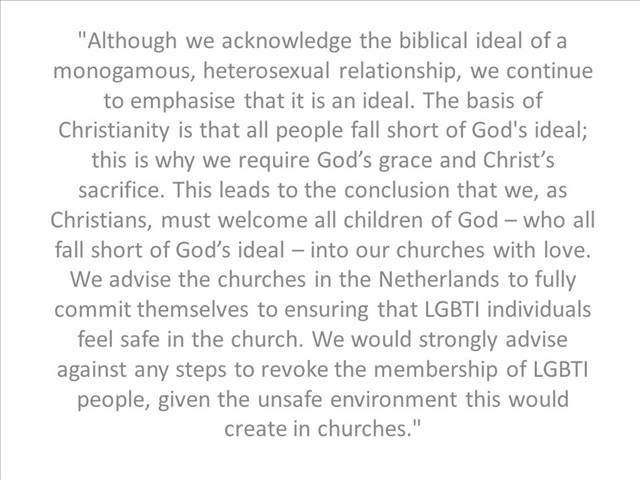 "Although we acknowledge the biblical ideal of a
monogamous, heterosexual relationship, we continue
to emphasise that it is an ideal. The basis of
Christianity is that all people fall short of God's ideal;
this is why we require God’s grace and Christ’s
sacrifice. This leads to the conclusion that we, as
Christians, must welcome all children of God – who all
fall short of God’s ideal – into our churches with love.
We advise the churches in the Netherlands to fully
commit themselves to ensuring that LGBTI individuals
feel safe in the church. We would strongly advise
against any steps to revoke the membership of LGBTI
people, given the unsafe environment this would
create in churches."